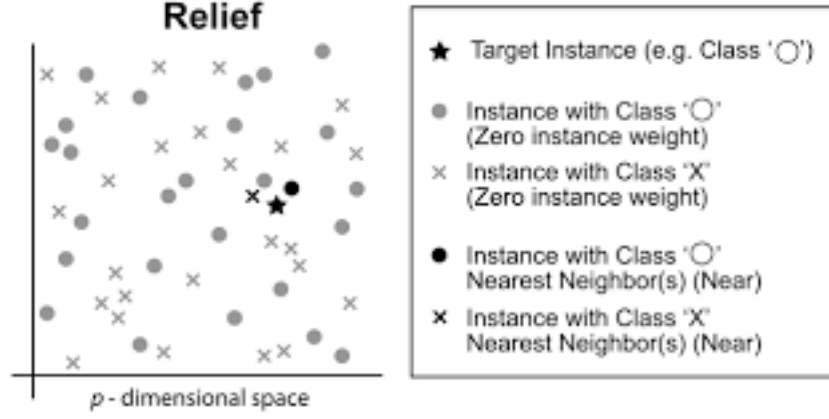 Relief
p - dimensional space
Target Instance (e.g. Class ‘○’)
Instance with Class ‘○’
(Zero instance weight)
Instance with Class ‘X’
(Zero instance weight)
Instance with Class ‘○’
Nearest Neighbor(s) (Near)
Instance with Class ‘X’
Nearest Neighbor(s) (Near)